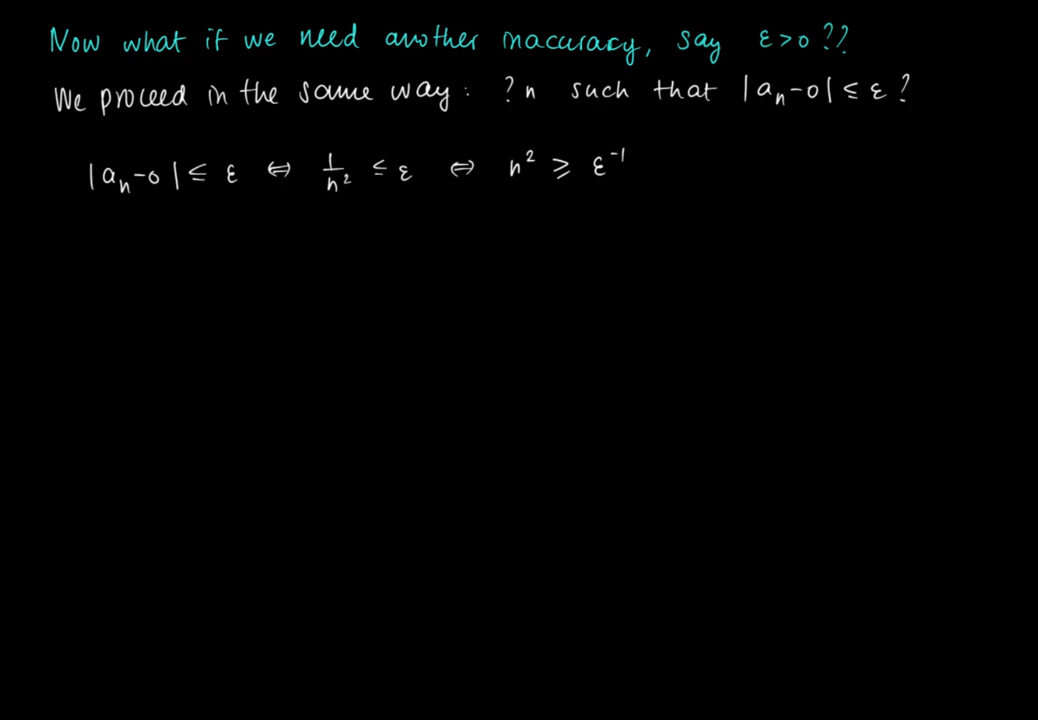 Now what if we need another inaccuracy, say ε>0??
We proceed in the same way: ?n such that |aₙ-0| ≤ ε?
|aₙ-0| ≤ ε ⇔ 1/n² ≤ ε ⇔ n² ⩾ ε⁻¹